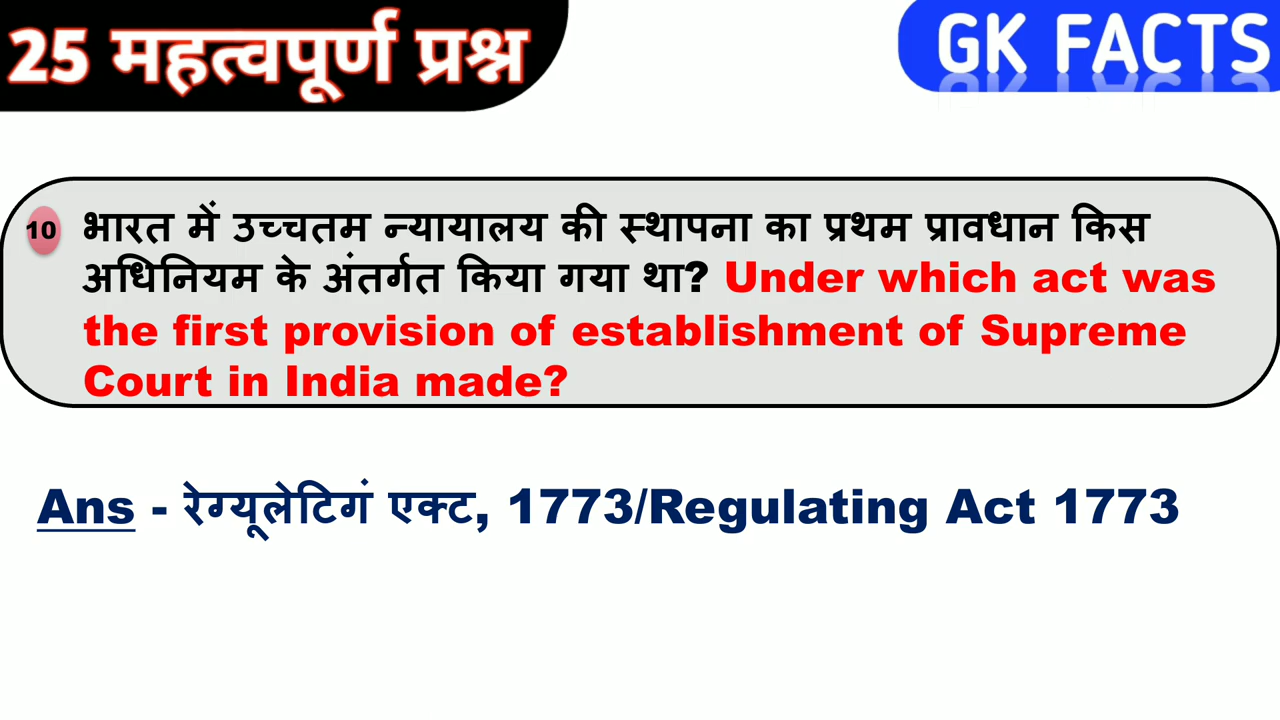 25 महत्वपूर्ण प्रश्न
GK FACTS
10 भारत में उच्चतम न्यायालय की स्थापना का प्रथम प्रावधान किस
अधिनियम के अंतर्गत किया गया था? Under which act was
the first provision of establishment of Supreme
Court in India made?
Ans - रेग्यूलेटिगं एक्ट, 1773/Regulating Act 1773